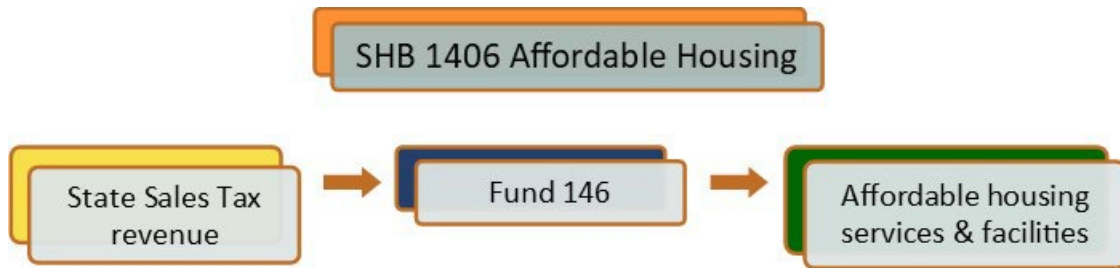 SHB 1406 Affordable Housing
State Sales Tax
revenue
Fund 146
Affordable housing
services & facilities